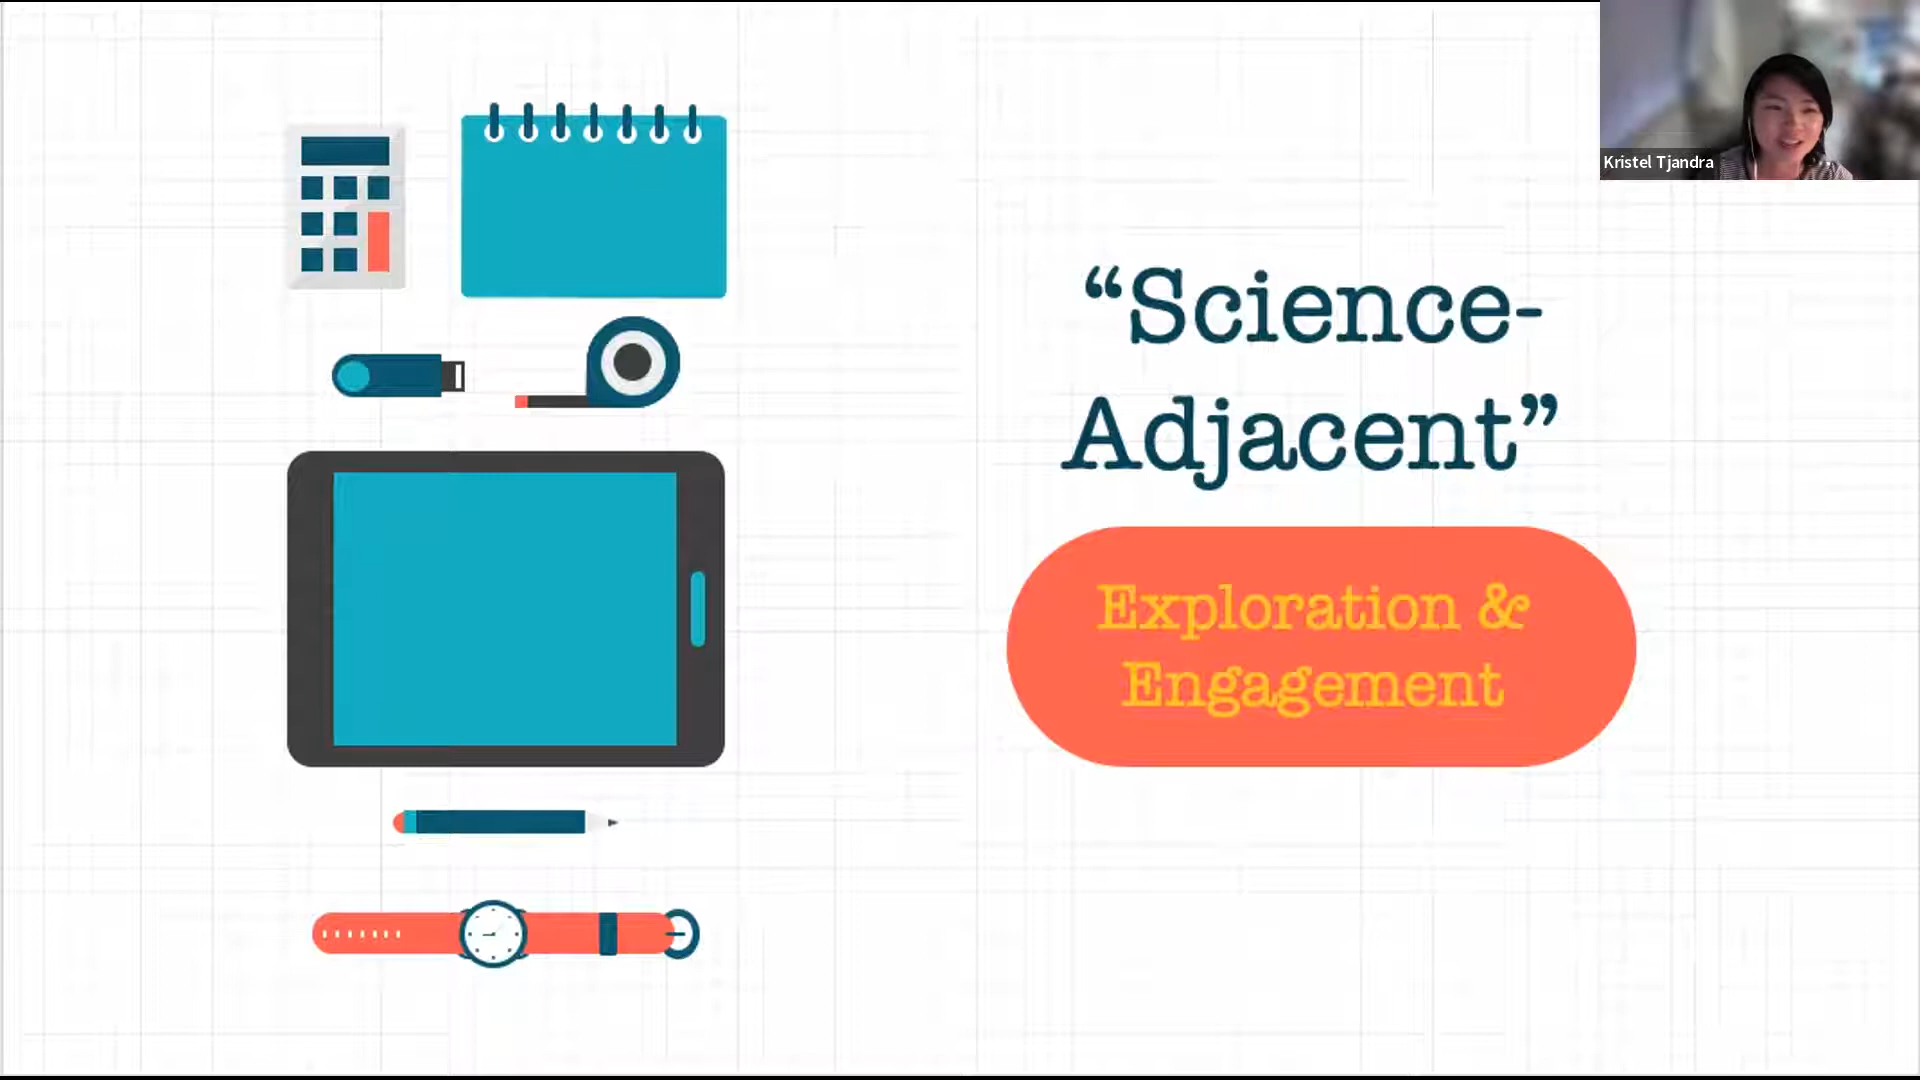 Kristel Tjandra
“Science-
Adjacent”
Exploration &
Engagement